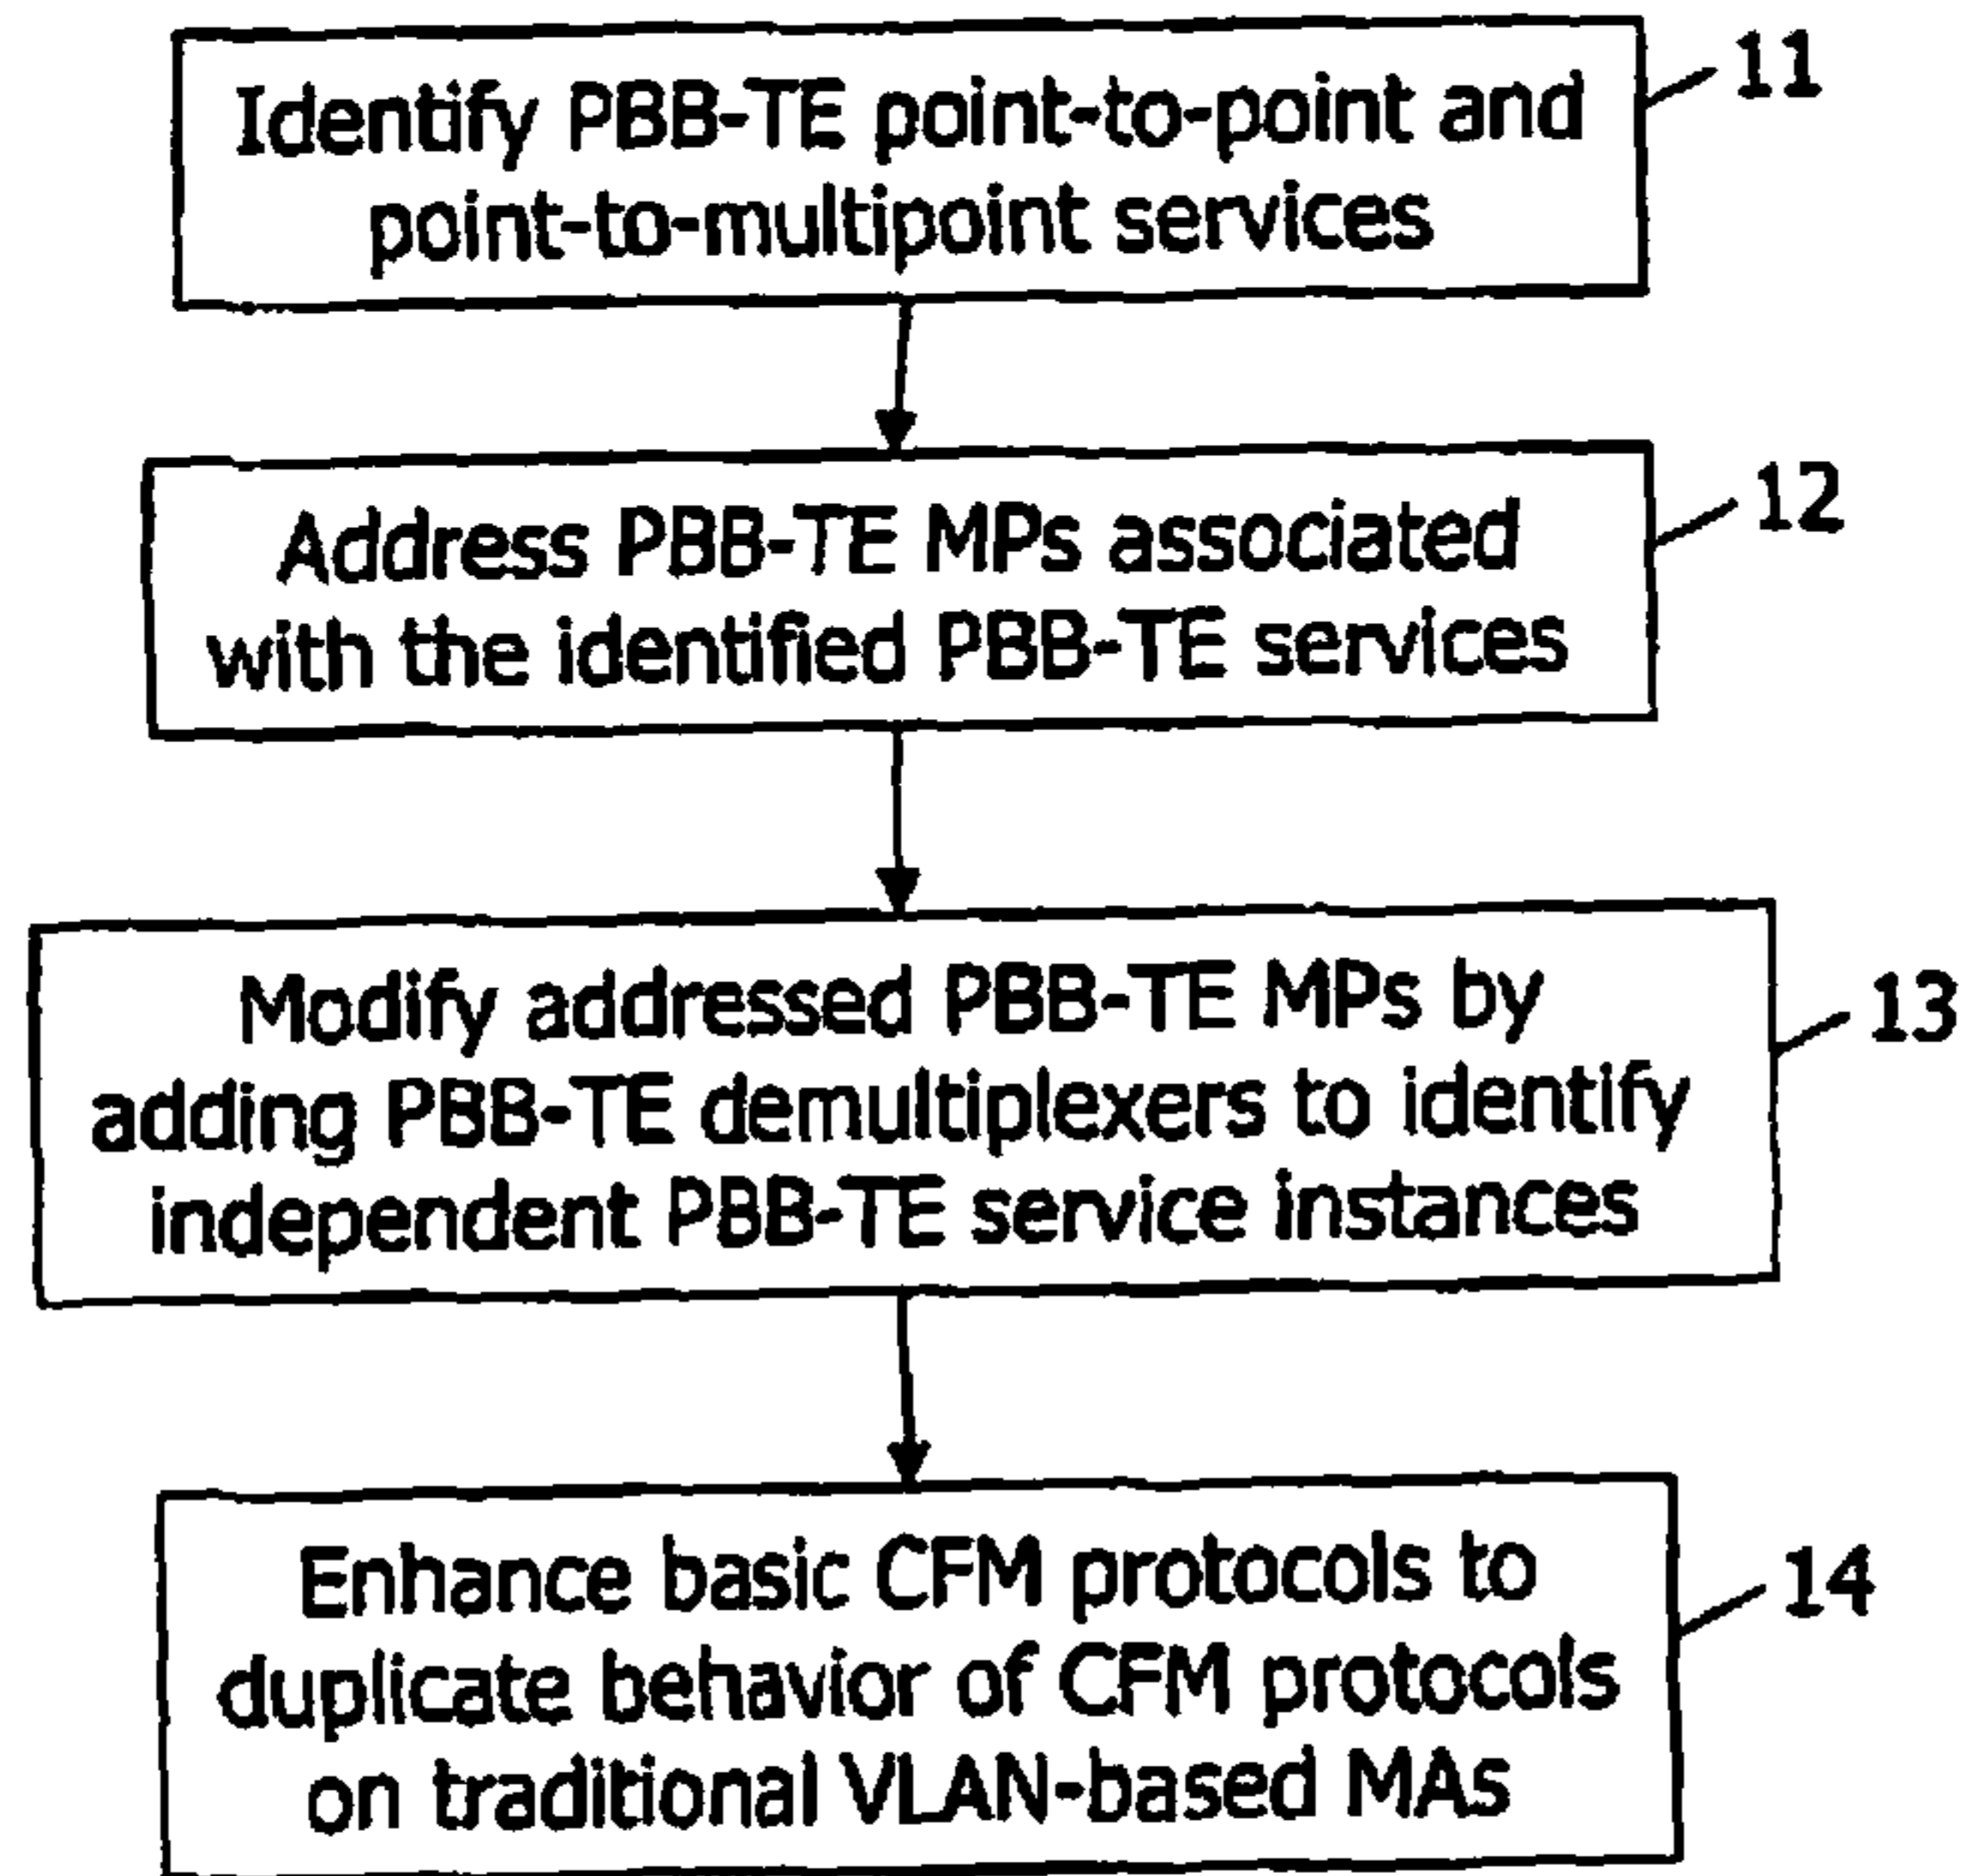 Identify PBB-TE point-to-point and
point-to-multipoint services
11
Address PBB-TE MPs associated
with the identified PBB-TE services
12
Modify addressed PBB-TE MPs by
adding PBB-TE demultiplexers to identify
independent PBB-TE service instances
13
Enhance basic CFM protocols to
duplicate behavior of CFM protocols
on traditional VLAN-based MAs
14